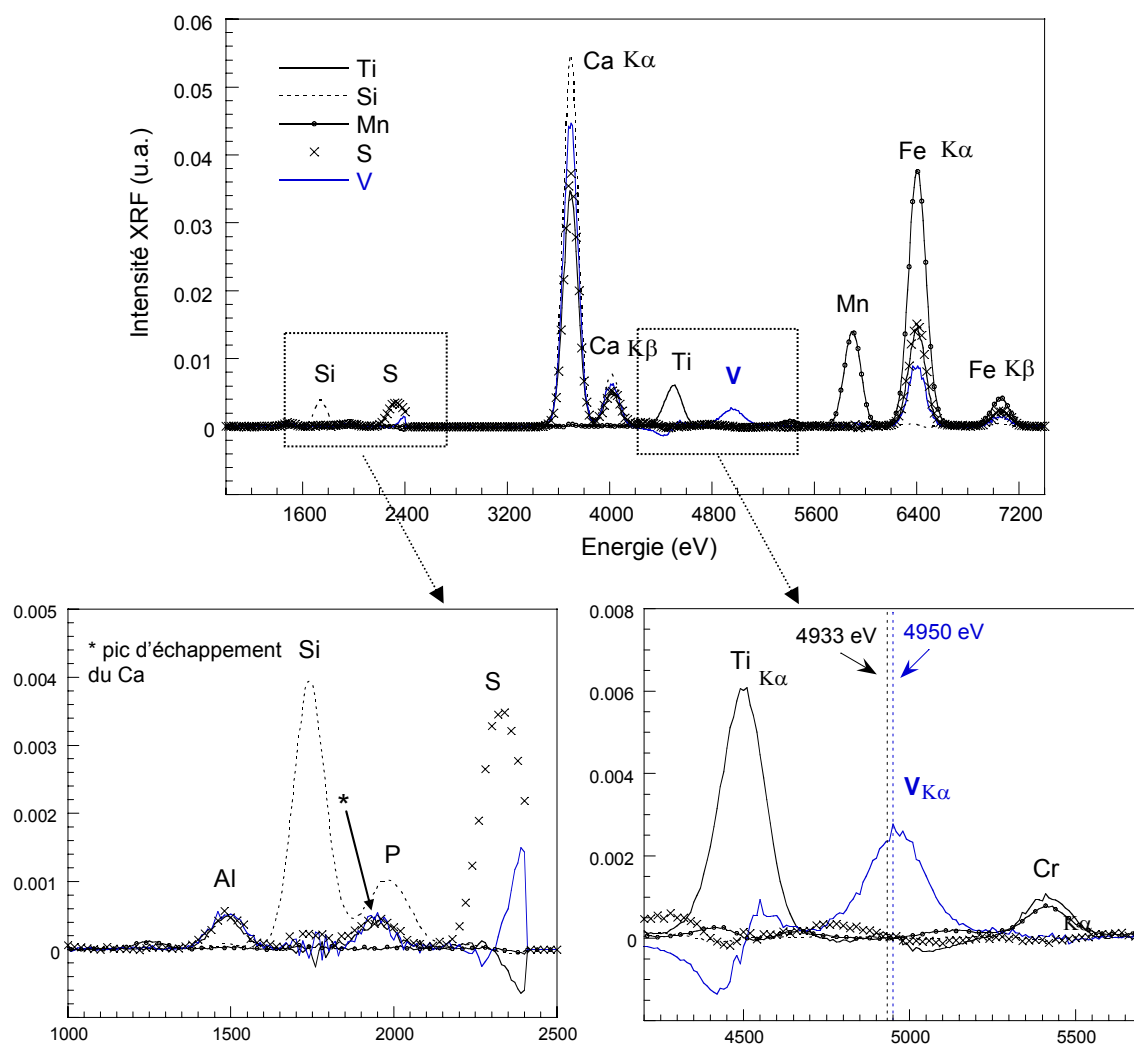 0.06
0.05
0.04
0.03
0.02
0.01
0
Intensité XRF (u.a.)
Ti
Si
Mn
S
V
Ca Kα
Fe Kα
Mn
Ca Kβ
Ti
V
Fe Kβ
Si
S
1600 2400 3200 4000 4800 5600 6400 7200
Energie (eV)
0.005
0.004
0.003
0.002
0.001
0
* pic d'échappement
du Ca
Si
S
*
P
Al
1000 1500 2000 2500
0.008
0.006
0.004
0.002
0
4933 eV
4950 eV
Ti Kα
V Kα
Cr
Kα
4500 5000 5500